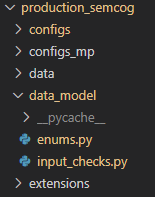 production_semcog
configs
configs_mp
data
data_model
__pycache__
enums.py
input_checks.py
extensions